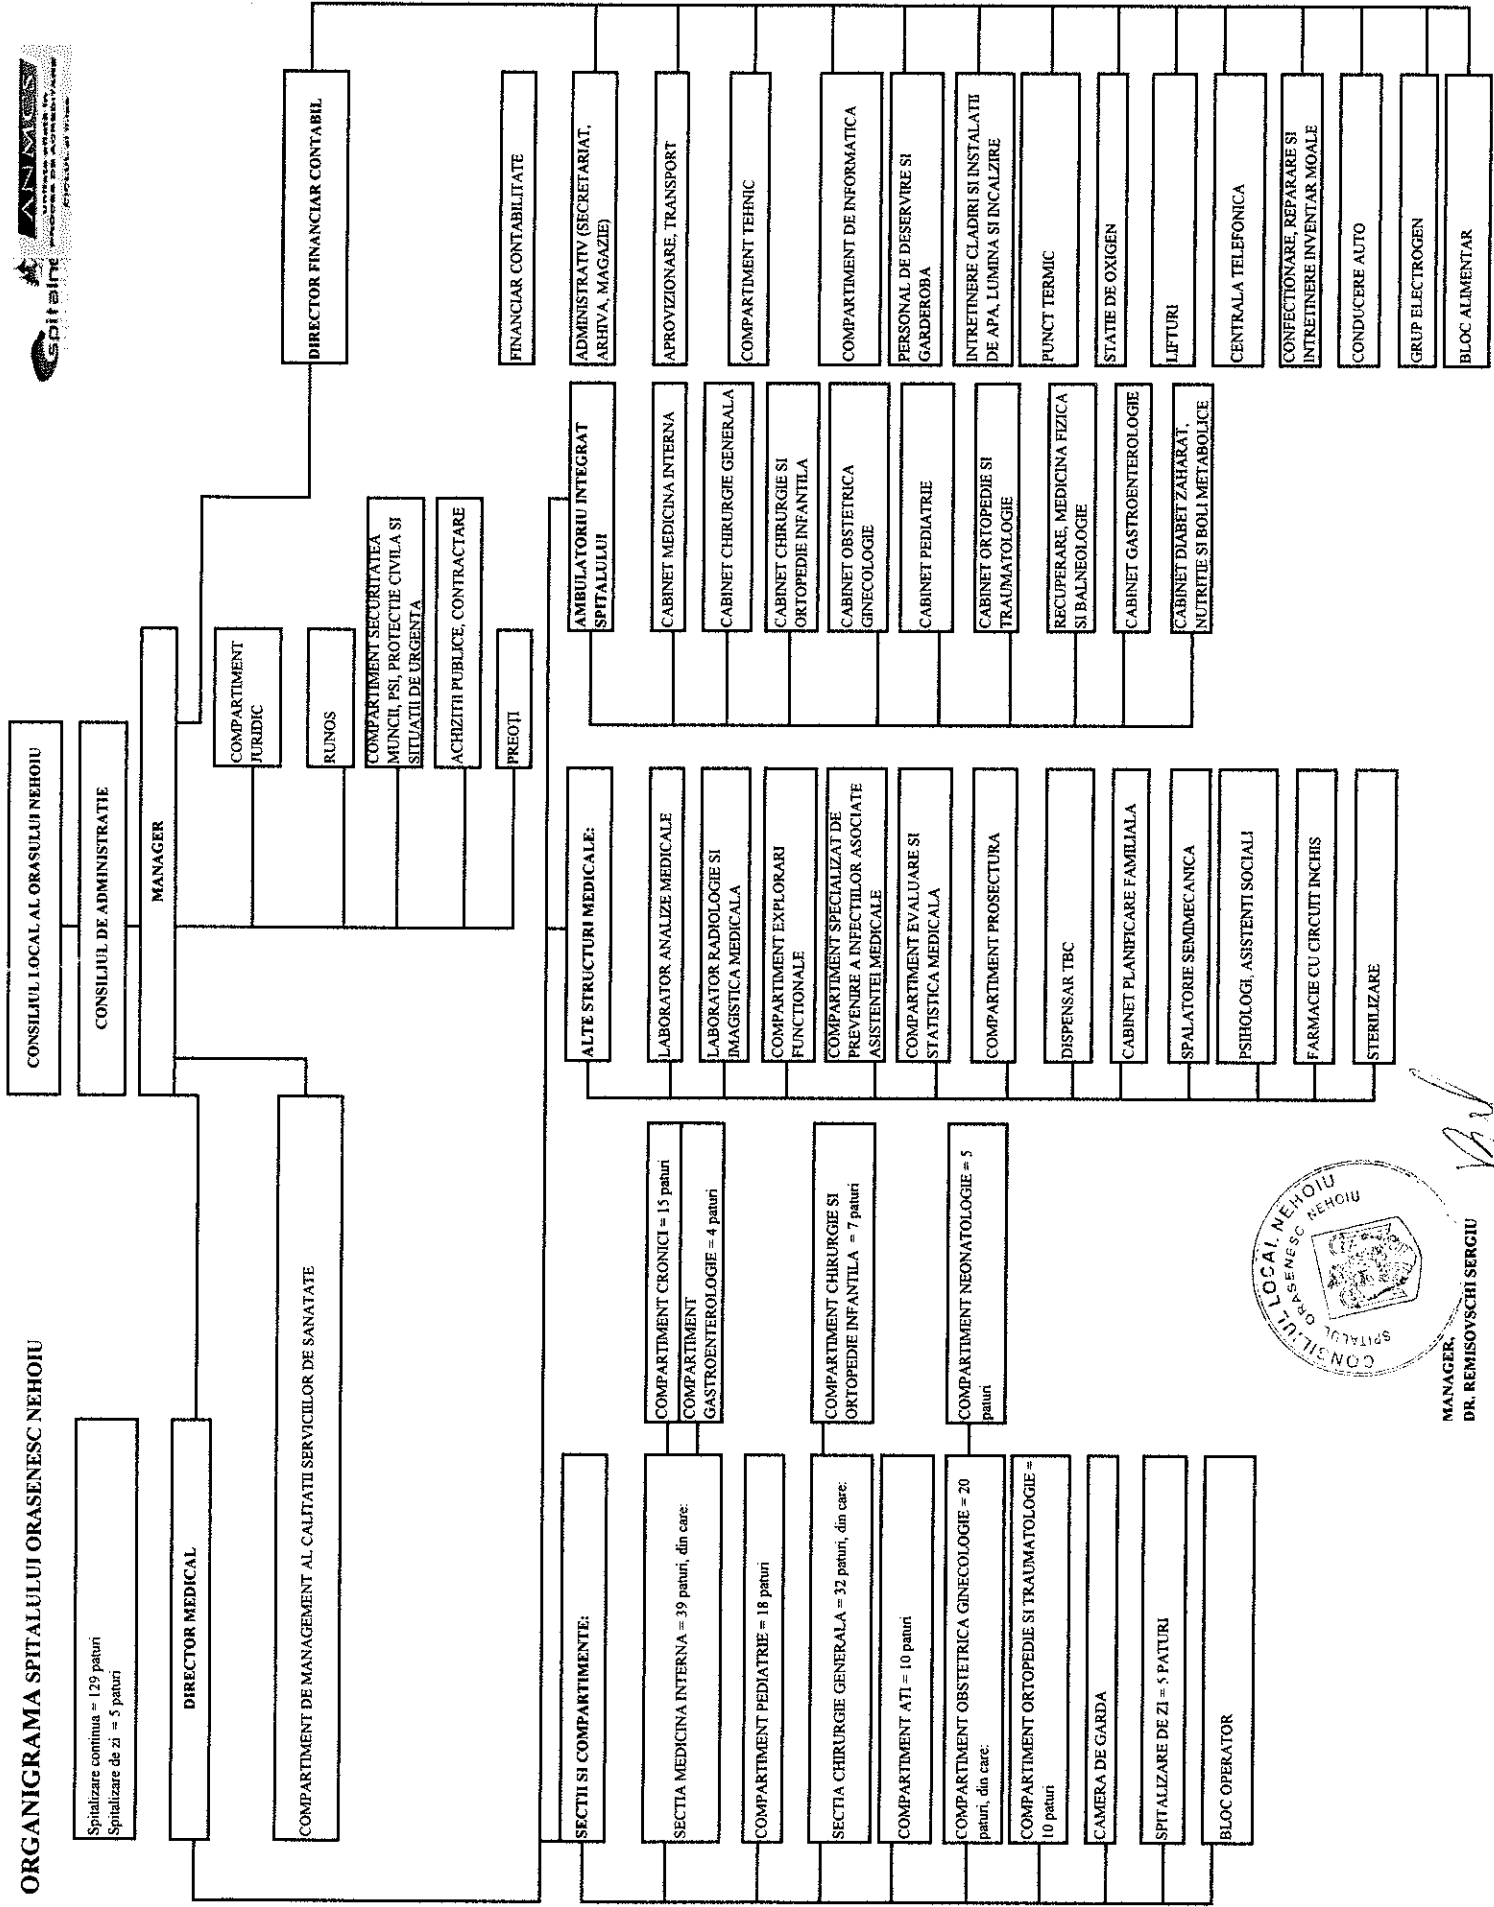 ORGANIGRAMA SPITALULUI ORASENESC NEHOIU
Spitaine
ANMCS
Spitalizare continua = 129 paturi
Spitalizare de zi = 5 paturi
CONSILIUL LOCAL AL ORASULUI NEHOIU
CONSILIUL DE ADMINISTRATIE
MANAGER
DIRECTOR MEDICAL
COMPARTIMENT DE MANAGEMENT AL CALITATII SERVICIILOR DE SANATATE
COMPARTIMENT
JURIDIC
RUNOS
COMPARTIMENT SECURITATEA
MUNCII, PSI, PROTECTIE CIVILA SI
SITUATII DE URGENTA
ACHIZITII PUBLICE, CONTRACTARE
PREOȚI
DIRECTOR FINANCIAR CONTABIL
SECTII SI COMPARTIMENTE:
SECTIA MEDICINA INTERNA = 39 paturi, din care:
COMPARTIMENT CRONICI = 15 paturi
COMPARTIMENT
GASTROENTEROLOGIE = 4 paturi
COMPARTIMENT PEDIATRIE = 18 paturi
SECTIA CHIRURGIE GENERALA = 32 paturi, din care:
COMPARTIMENT CHIRURGIE SI
ORTOPEDIE INFANTILA = 7 paturi
COMPARTIMENT ATI = 10 paturi
COMPARTIMENT OBSTETRICA GINECOLOGIE = 20
paturi, din care:
COMPARTIMENT NEONATOLOGIE = 5
paturi
COMPARTIMENT ORTOPEDIE SI TRAUMATOLOGIE =
10 paturi
CAMERA DE GARDA
SPITALIZARE DE ZI = 5 PATURI
BLOC OPERATOR
ALTE STRUCTURI MEDICALE:
LABORATOR ANALIZE MEDICALE
LABORATOR RADIOLOGIE SI
IMAGISTICA MEDICALA
COMPARTIMENT EXPLORARI
FUNCTIONALE
COMPARTIMENT SPECIALIZAT DE
PREVENIRE A INFECTIILOR ASOCIATE
ASISTENTEI MEDICALE
COMPARTIMENT EVALUARE SI
STATISTICA MEDICALA
COMPARTIMENT PROSECTURA
DISPENSAR TBC
CABINET PLANIFICARE FAMILIALA
SPALATORIE SEMIMECANICA
PSIHOLOGI, ASISTENTI SOCIALI
FARMACIE CU CIRCUIT INCHIS
STERILIZARE
AMBULATORIU INTEGRAT
SPITALULUI
CABINET MEDICINA INTERNA
CABINET CHIRURGIE GENERALA
CABINET CHIRURGIE SI
ORTOPEDIE INFANTILA
CABINET OBSTETRICA
GINECOLOGIE
CABINET PEDIATRIE
CABINET ORTOPEDIE SI
TRAUMATOLOGIE
RECUPERARE, MEDICINA FIZICA
SI BALNEOLOGIE
CABINET GASTROENTEROLOGIE
CABINET DIABET ZAHARAT,
NUTRITIE SI BOLI METABOLICE
FINANCIAR CONTABILITATE
ADMINISTRATIV (SECRETARIAT,
ARHIVA, MAGAZIE)
APROVIZIONARE, TRANSPORT
COMPARTIMENT TEHNIC
COMPARTIMENT DE INFORMATICA
PERSONAL DE DESERVIRE SI
GARDEROBA
INTRETINERE CLADIRI SI INSTALATII
DE APA, LUMINA SI INCALZIRE
PUNCT TERMIC
STATIE DE OXIGEN
LIFTURI
CENTRALA TELEFONICA
CONFECTIONARE, REPARARE SI
INTRETINERE INVENTAR MOALE
CONDUCERE AUTO
GRUP ELECTROGEN
BLOC ALIMENTAR
CONSILIUL LOCAL NEHOIU
SPITALUL ORASENESC NEHOIU
MANAGER,
DR. REMISOVSCHI SERGIU